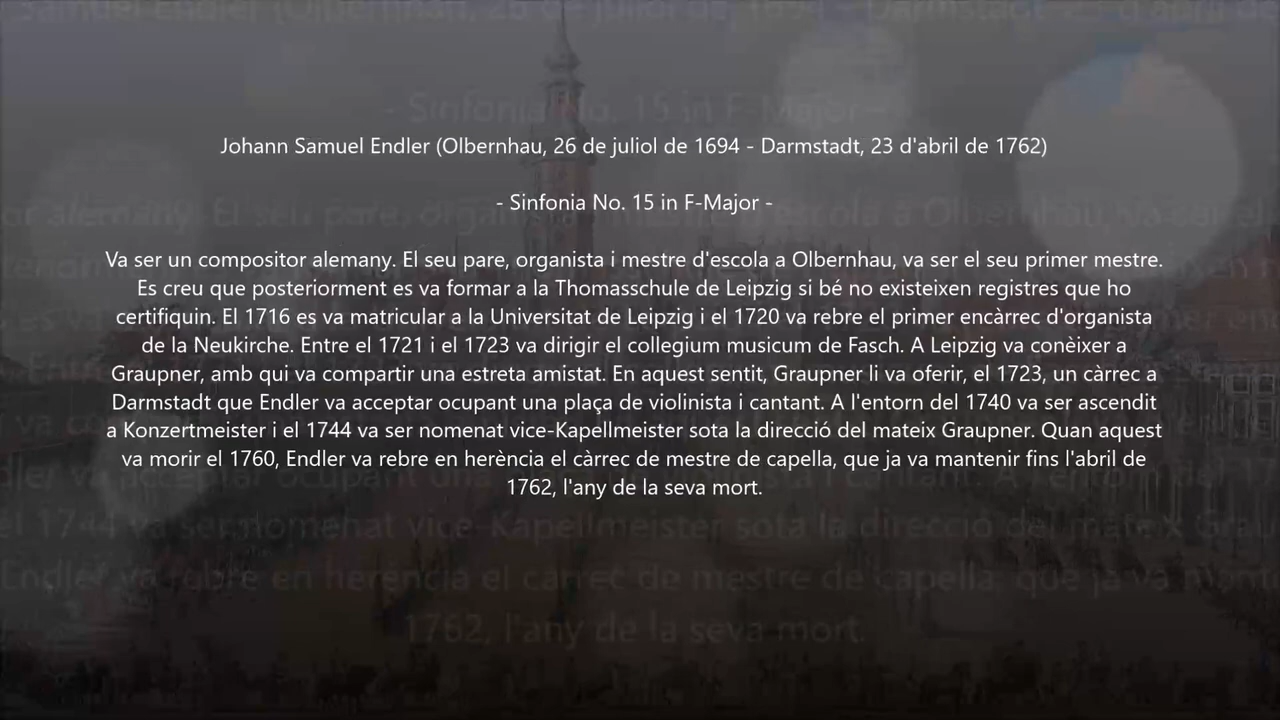 Johann Samuel Endler (Olbernhau, 26 de juliol de 1694 - Darmstadt, 23 d'abril de 1762)
- Sinfonia No. 15 in F-Major -
Va ser un compositor alemany. El seu pare, organista i mestre d'escola a Olbernhau, va ser el seu primer mestre.
Es creu que posteriorment es va formar a la Thomasschule de Leipzig si bé no existeixen registres que ho
certifiquin. El 1716 es va matricular a la Universitat de Leipzig i el 1720 va rebre el primer encàrrec d'organista
de la Neukirche. Entre el 1721 i el 1723 va dirigir el collegium musicum de Fasch. A Leipzig va conèixer a
Graupner, amb qui va compartir una estreta amistat. En aquest sentit, Graupner li va oferir, el 1723, un càrrec a
Darmstadt que Endler va acceptar ocupant una plaça de violinista i cantant. A l'entorn del 1740 va ser ascendit
a Konzertmeister i el 1744 va ser nomenat vice-Kapellmeister sota la direcció del mateix Graupner. Quan aquest
va morir el 1760, Endler va rebre en herència el càrrec de mestre de capella, que ja va mantenir fins l'abril de
1762, l'any de la seva mort.